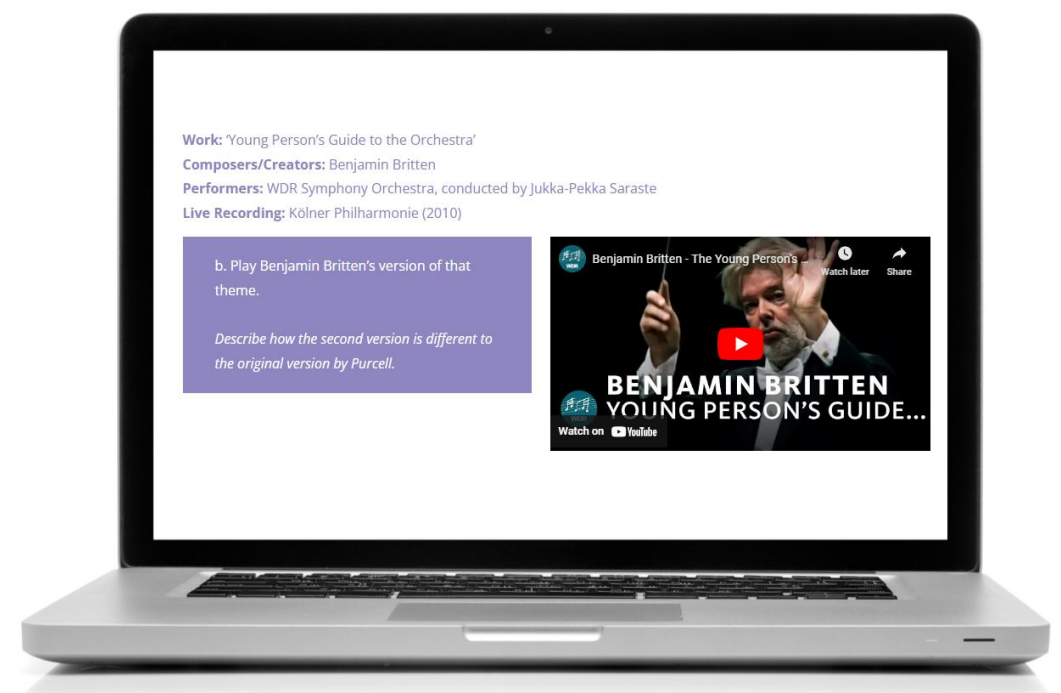 Work: ‘Young Person’s Guide to the Orchestra’
Composers/Creators: Benjamin Britten
Performers: WDR Symphony Orchestra, conducted by Jukka-Pekka Saraste
Live Recording: Kölner Philharmonie (2010)
b. Play Benjamin Britten’s version of that
theme.
Describe how the second version is different to
the original version by Purcell.
WDR
Benjamin Britten - The Young Person's ...
Watch later
Share
BENJAMIN BRITTEN
YOUNG PERSON'S GUIDE...
WDR
Watch on YouTube